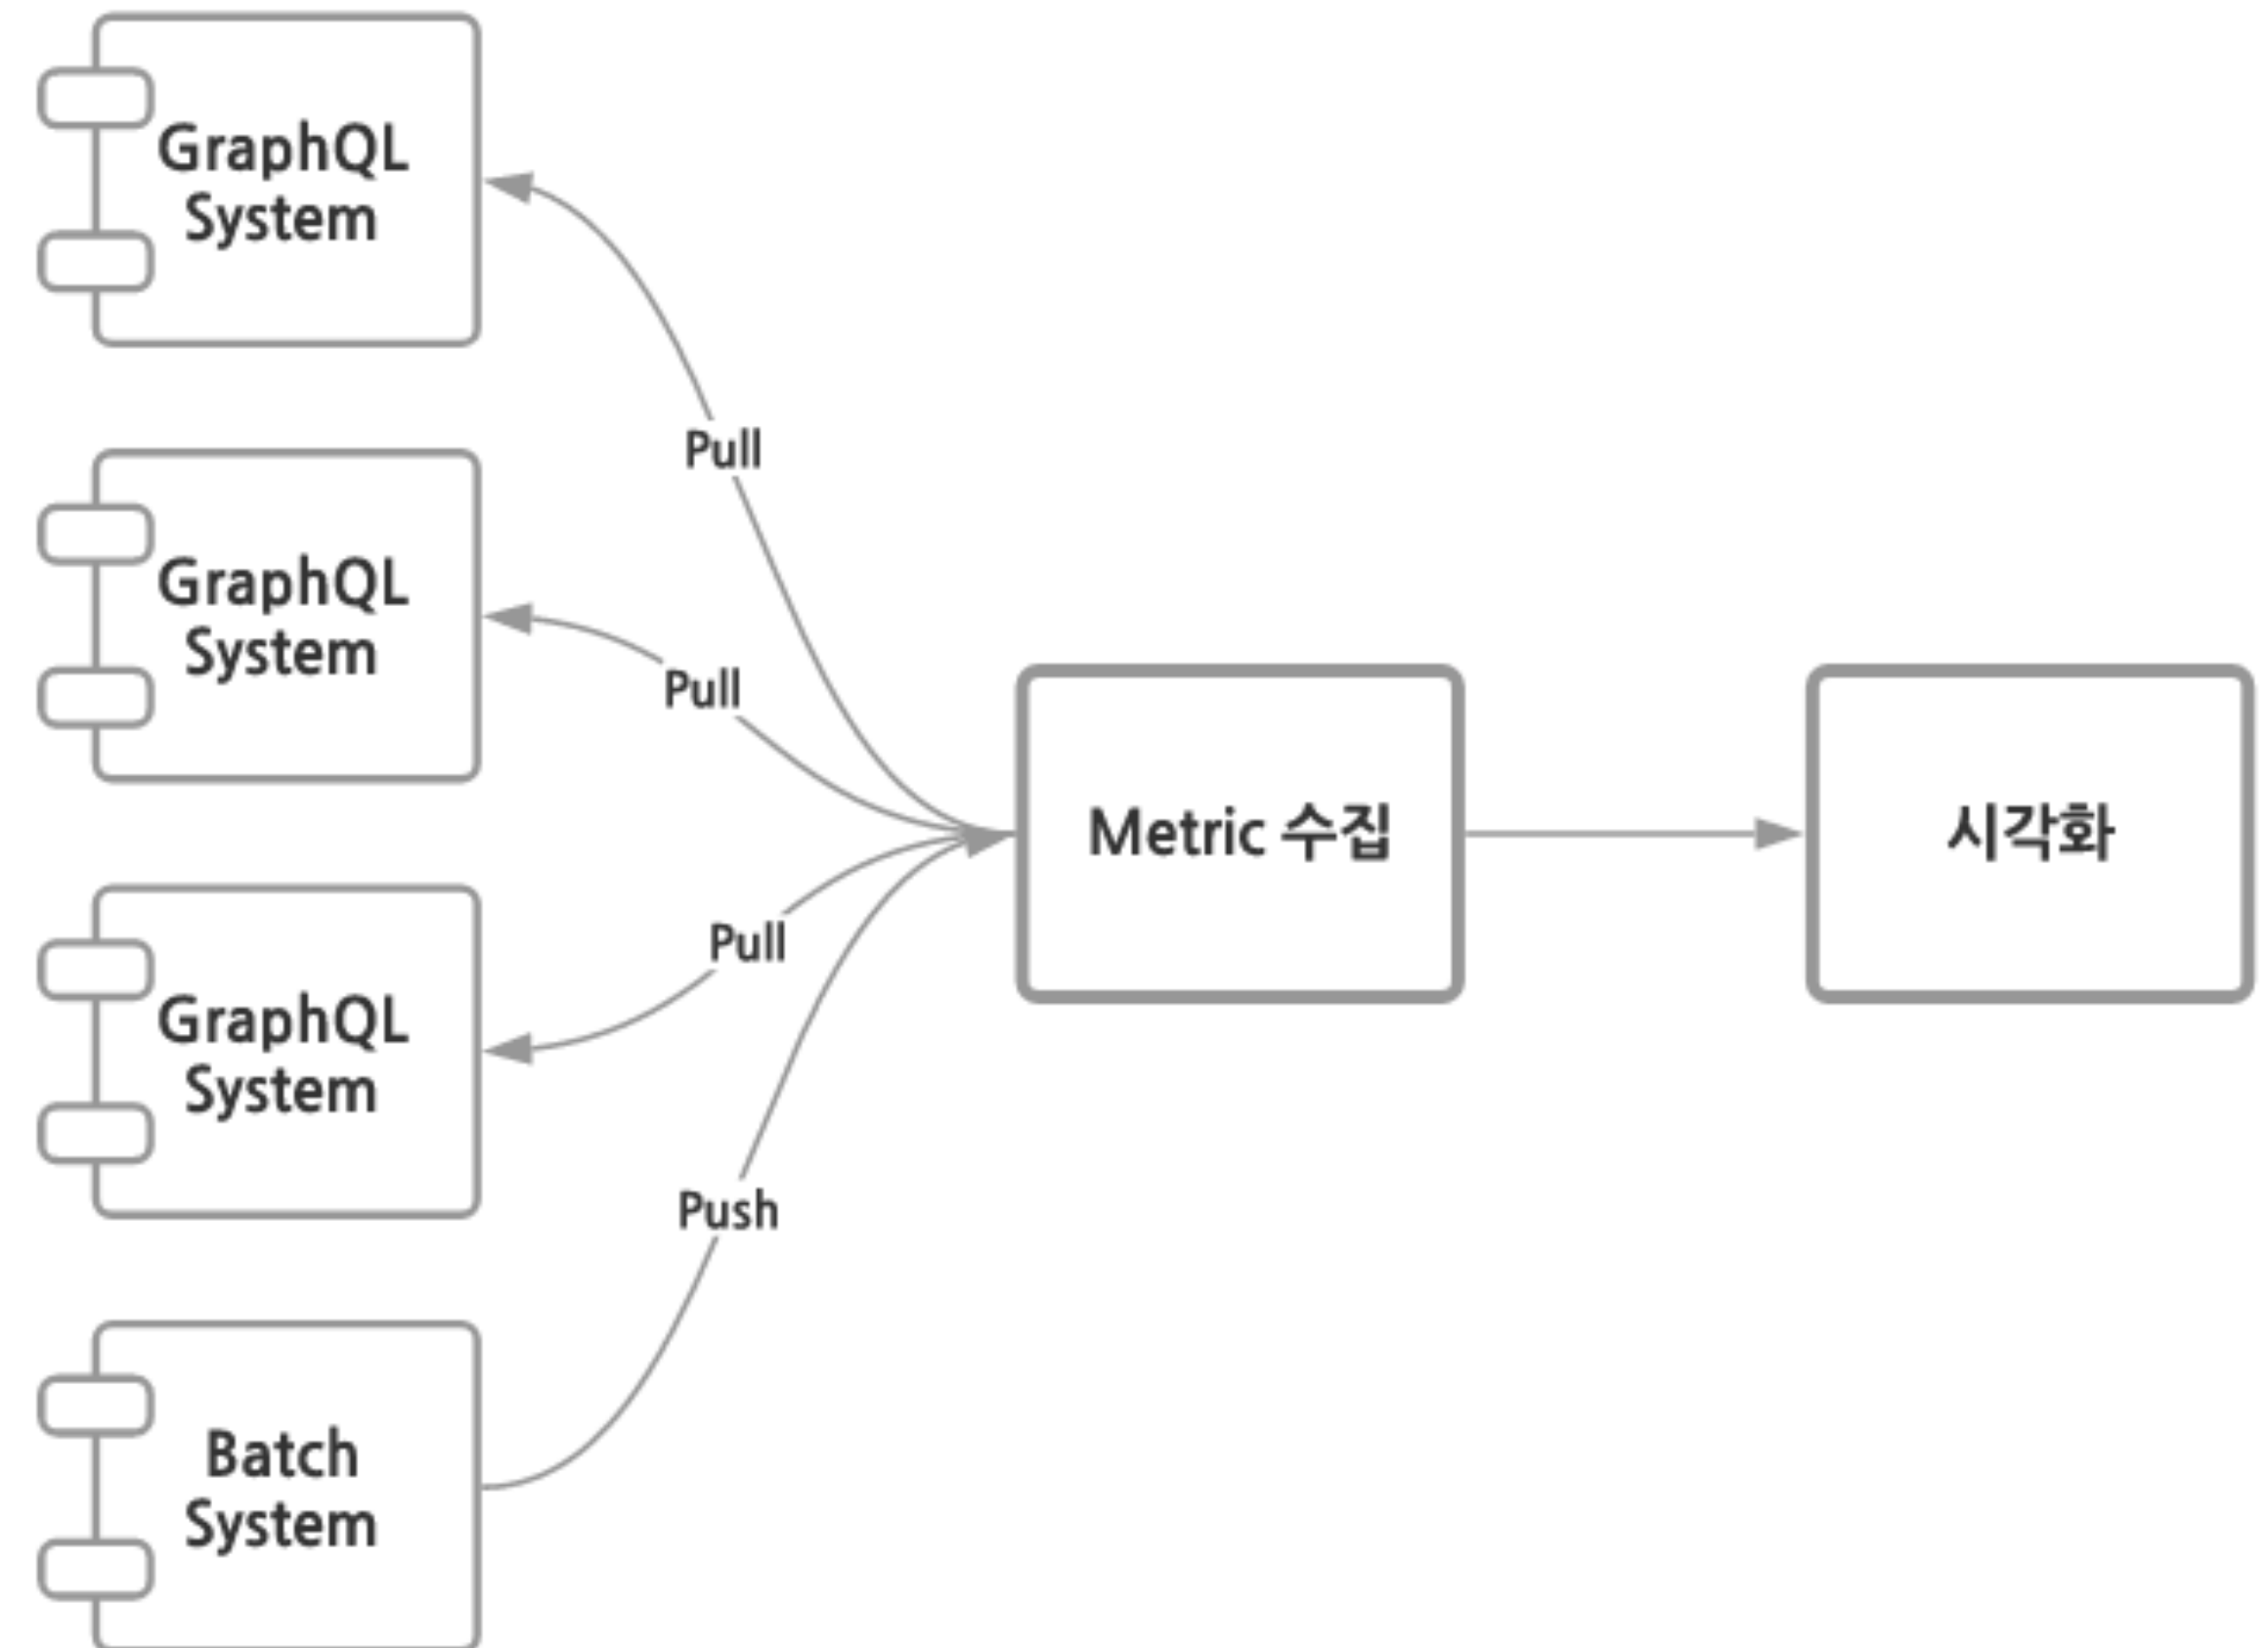 GraphQL
System
Pull
GraphQL
System
Pull
Metric 수집
시각화
GraphQL
System
Pull
Push
Batch
System